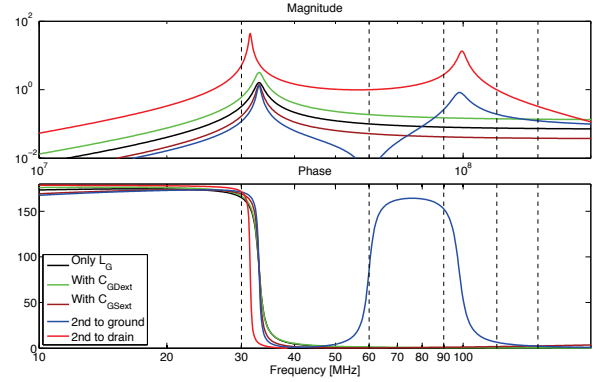 Magnitude
10^4
10^2
10^0
10^-2
10^7
10^8
Phase
150
100
50
0
Only L_G
With C_GDext
With C_GSext
2nd to ground
2nd to drain
10 20 30 40 50 60 70 80 90 100
Frequency [MHz]